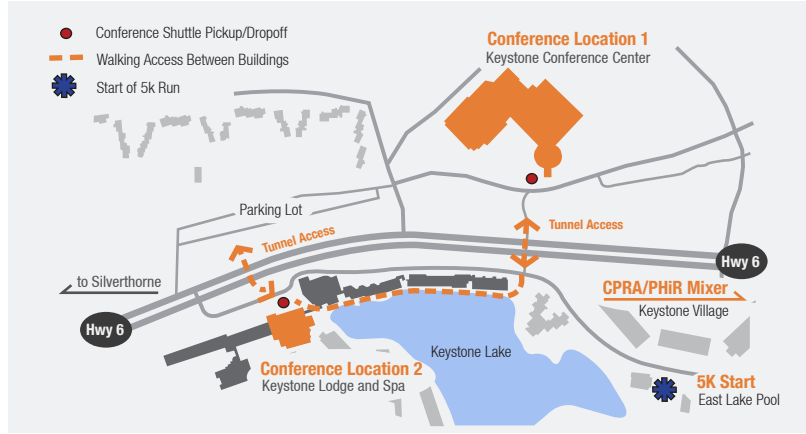 Conference Shuttle Pickup/Dropoff
Walking Access Between Buildings
Start of 5k Run
Conference Location 1
Keystone Conference Center
Parking Lot
Tunnel Access
Tunnel Access
Hwy 6
to Silverthorne
CPRA/PHiR Mixer
Keystone Village
Hwy 6
Keystone Lake
Conference Location 2
Keystone Lodge and Spa
5K Start
East Lake Pool